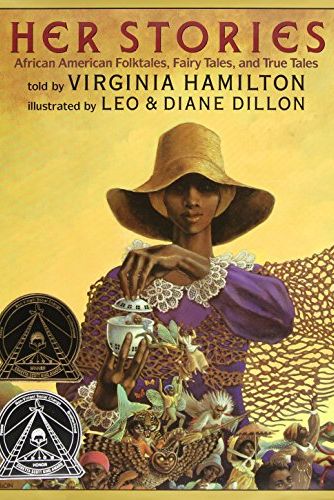 HER STORIES
African American Folktales, Fairy Tales, and True Tales
told by VIRGINIA HAMILTON
illustrated by LEO & DIANE DILLON
HONOR